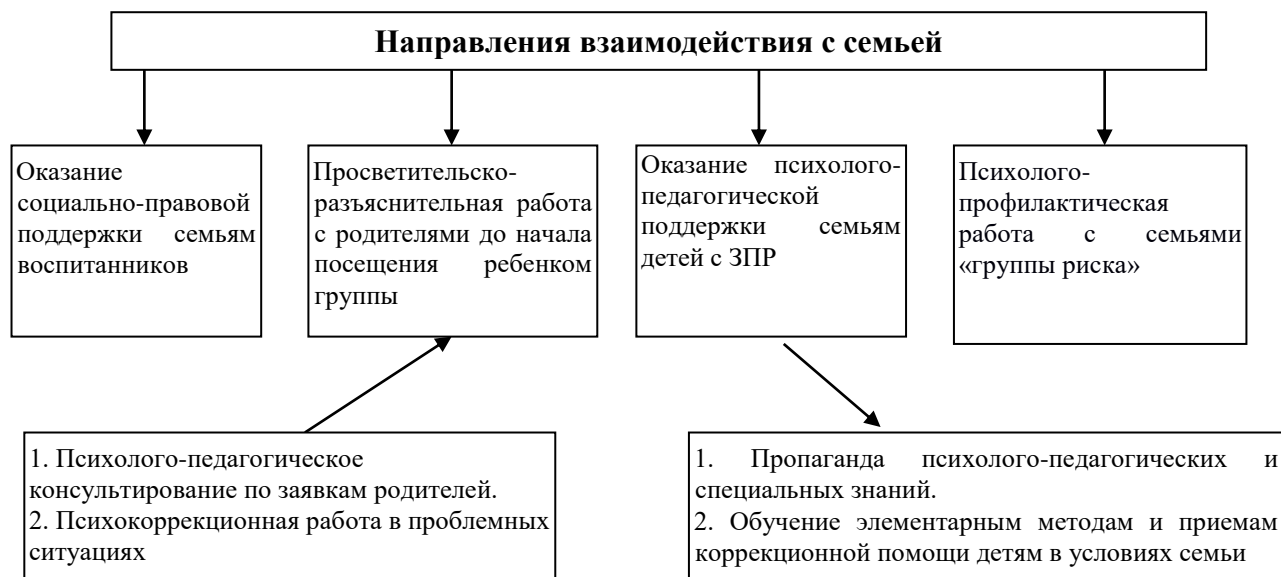 Направления взаимодействия с семьей
Оказание
социально-правовой
поддержки семьям
воспитанников
Просветительско-
разъяснительная работа
с родителями до начала
посещения ребенком
группы
Оказание психолого-
педагогической
поддержки семьям
детей с ЗПР
Психолого-
профилактическая
работа с семьями
«группы риска»
1. Психолого-педагогическое
консультирование по заявкам родителей.
2. Психокоррекционная работа в проблемных
ситуациях
1. Пропаганда психолого-педагогических и
специальных знаний.
2. Обучение элементарным методам и приемам
коррекционной помощи детям в условиях семьи